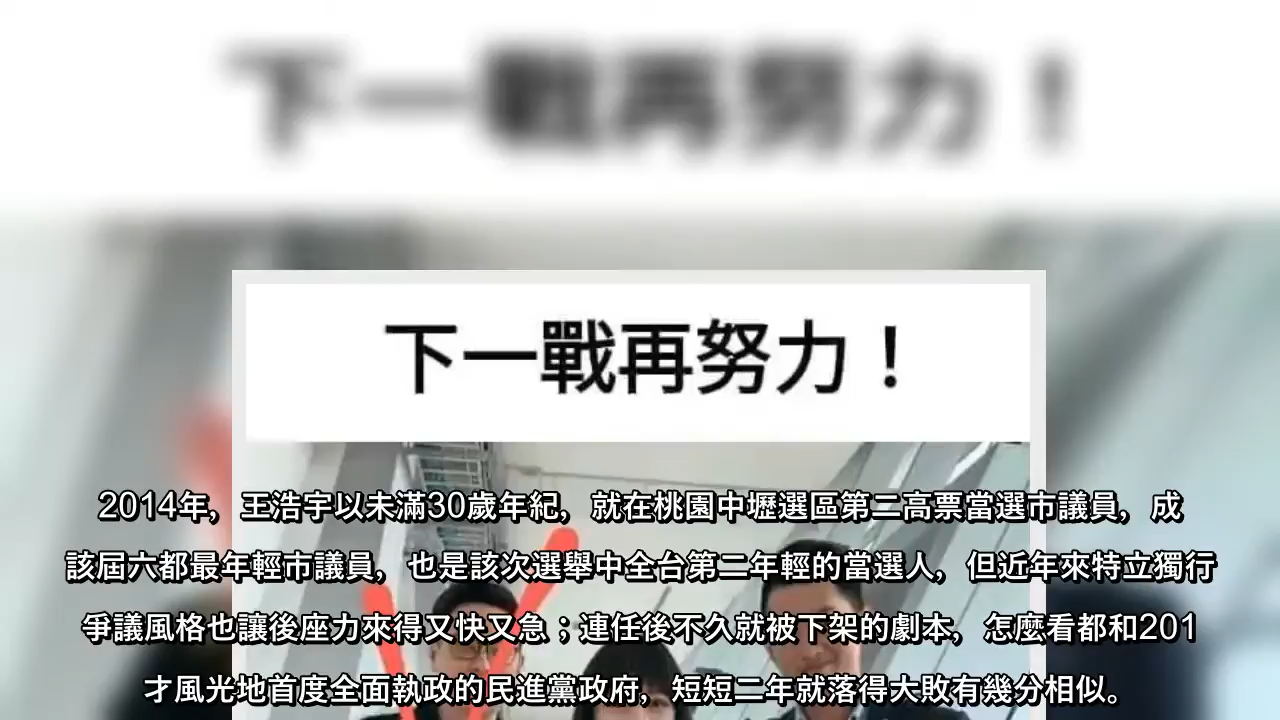 下一戰再努力！
下一戰再努力！
2014年，王浩宇以未滿30歲年紀，就在桃園中壢選區第二高票當選市議員，成
該屆六都最年輕市議員，也是該次選舉中全台第二年輕的當選人，但近年來特立獨行
爭議風格也讓後座力來得又快又急；連任後不久就被下架的劇本，怎麼看都和201
才風光地首度全面執政的民進黨政府，短短二年就落得大敗有幾分相似。